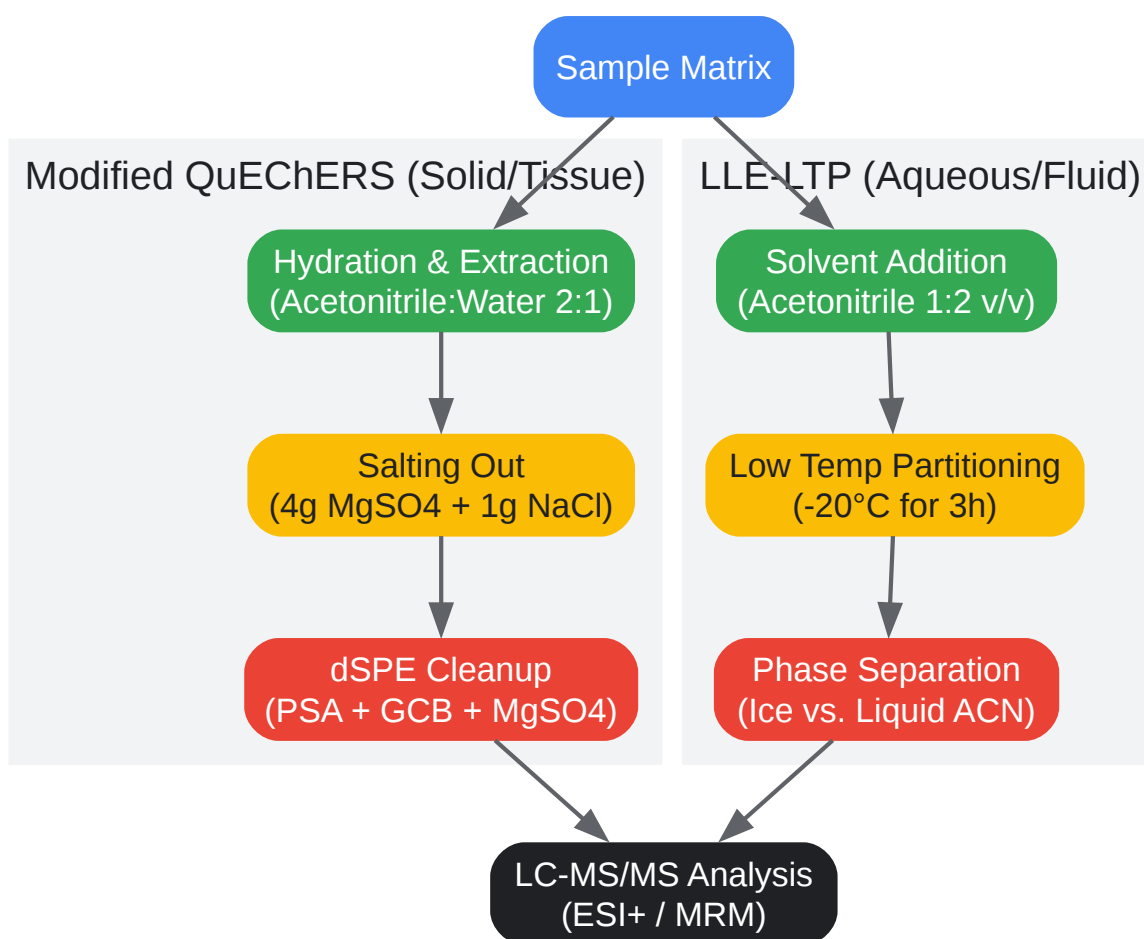 Sample Matrix
Modified QuEChERS (Solid/Tissue)
Hydration & Extraction
(Acetonitrile:Water 2:1)
Salting Out
(4g MgSO4 + 1g NaCl)
dSPE Cleanup
(PSA + GCB + MgSO4)
LLE-LTP (Aqueous/Fluid)
Solvent Addition
(Acetonitrile 1:2 v/v)
Low Temp Partitioning
(-20°C for 3h)
Phase Separation
(Ice vs. Liquid ACN)
LC-MS/MS Analysis
(ESI+ / MRM)